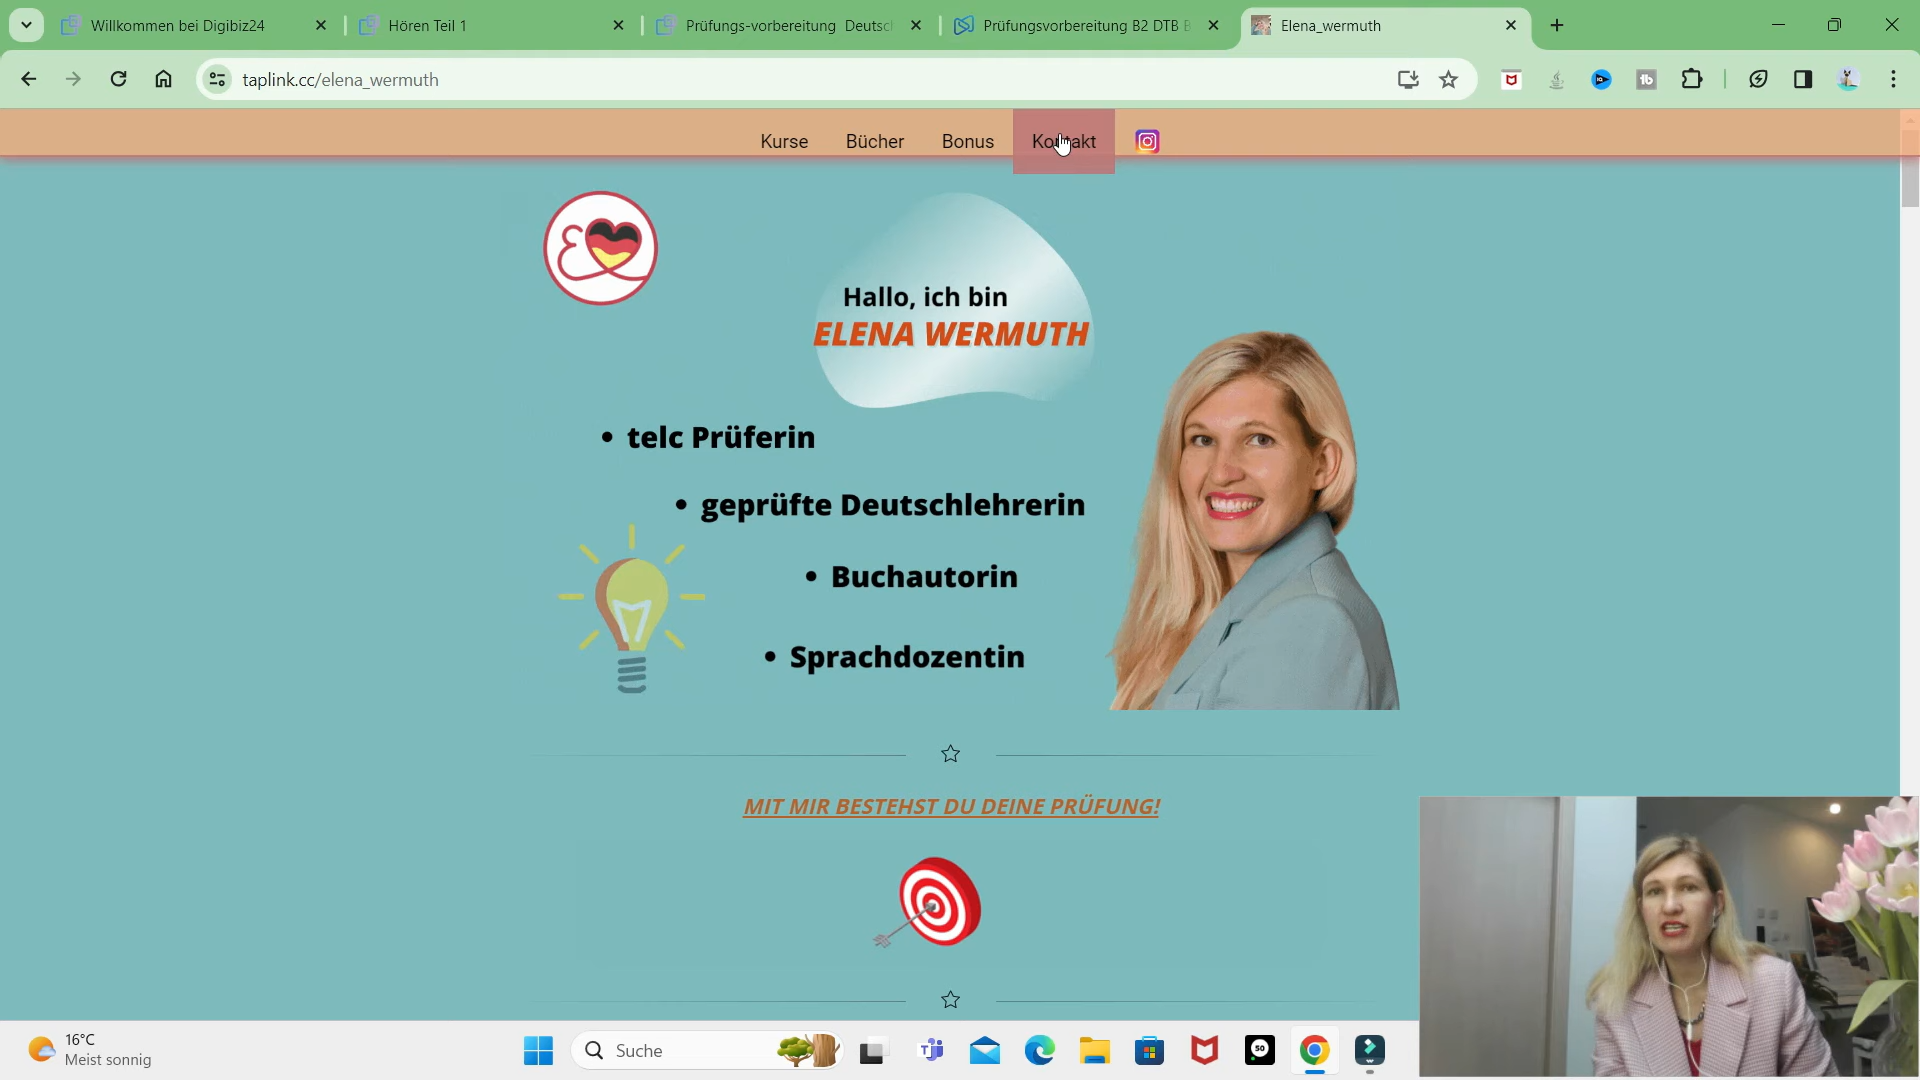 Willkommen bei Digibiz24
Hören Teil 1
Prüfungs-vorbereitung Deutsc
Prüfungsvorbereitung B2 DTB B
Elena_wermuth
taplink.cc/elena_wermuth
Kurse
Bücher
Bonus
Kontakt
Hallo, ich bin
ELENA WERMUTH
• telc Prüferin
• geprüfte Deutschlehrerin
• Buchautorin
• Sprachdozentin
MIT MIR BESTEHST DU DEINE PRÜFUNG!
16°C
Meist sonnig
Suche